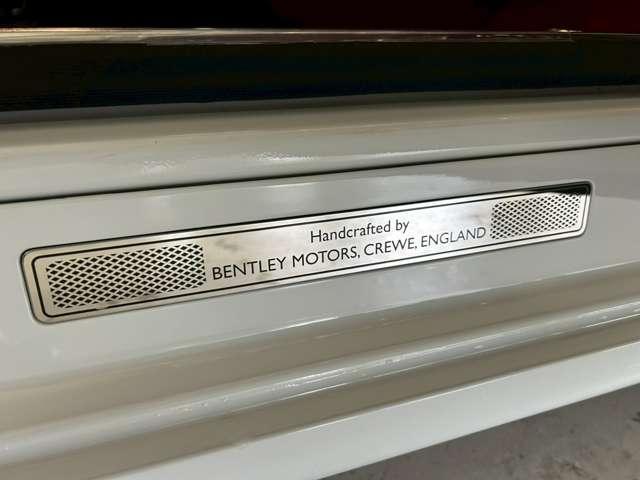 Handcrafted by
BENTLEY MOTORS, CREWE, ENGLAND